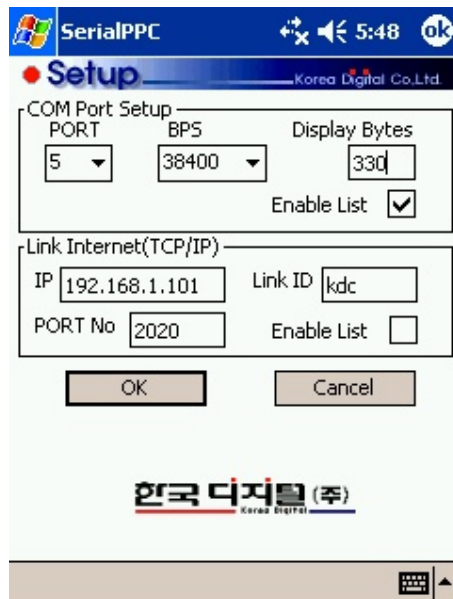 SerialPPC 5:48 ok
Setup Korea Digital Co,Ltd.
COM Port Setup
PORT BPS Display Bytes
5 38400 330
Enable List
Link Internet(TCP/IP)
IP 192.168.1.101 Link ID kdc
PORT No 2020 Enable List
OK Cancel
한국 디지털 (주)
Korea Digital